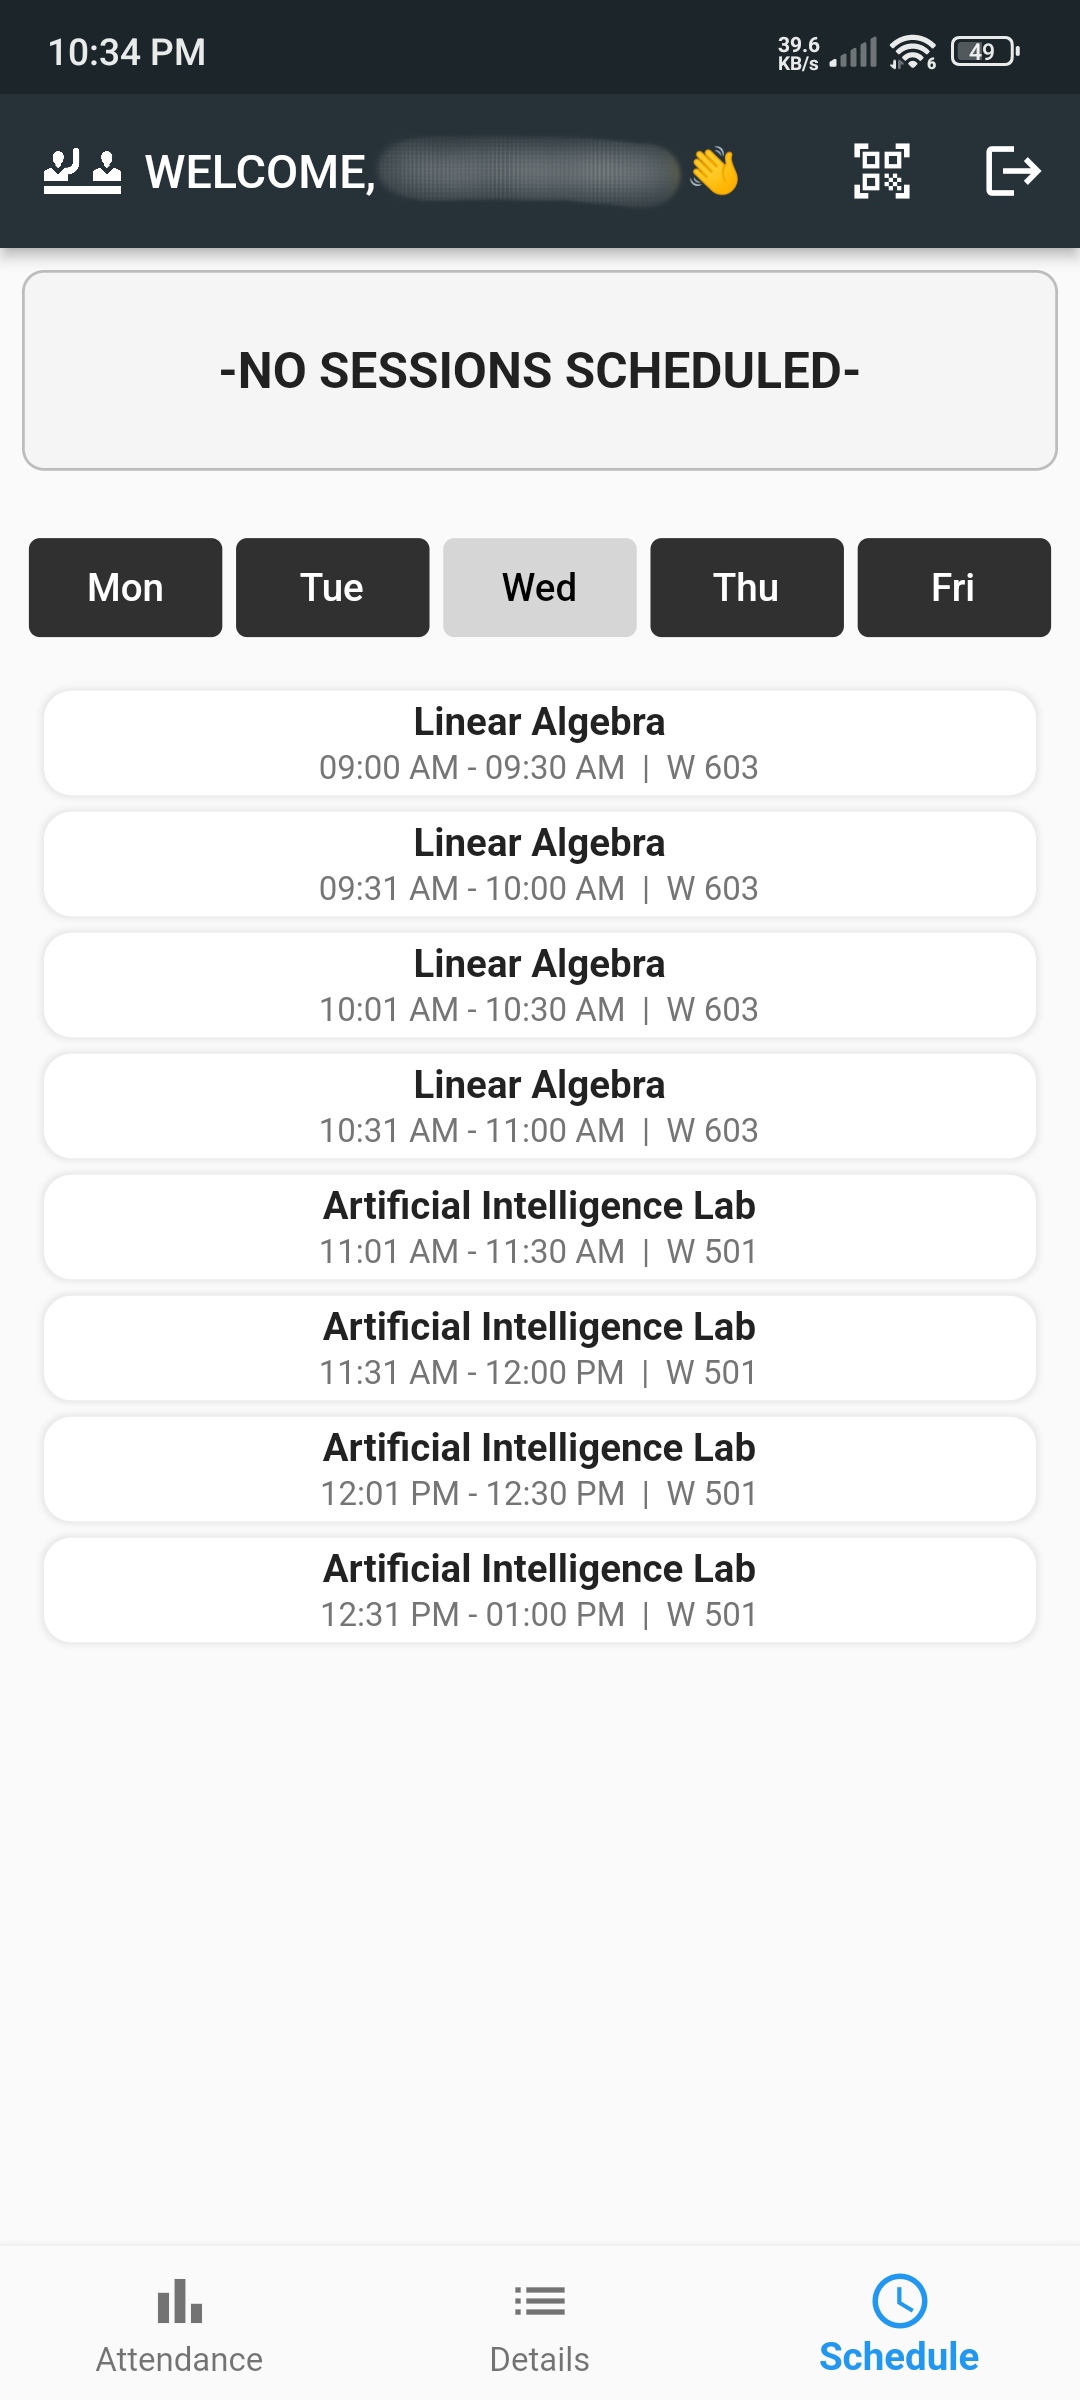 10:34 PM
39.6
KB/s
6
49
WELCOME, 👋
-NO SESSIONS SCHEDULED-
Mon Tue Wed Thu Fri
Linear Algebra
09:00 AM - 09:30 AM | W 603
Linear Algebra
09:31 AM - 10:00 AM | W 603
Linear Algebra
10:01 AM - 10:30 AM | W 603
Linear Algebra
10:31 AM - 11:00 AM | W 603
Artificial Intelligence Lab
11:01 AM - 11:30 AM | W 501
Artificial Intelligence Lab
11:31 AM - 12:00 PM | W 501
Artificial Intelligence Lab
12:01 PM - 12:30 PM | W 501
Artificial Intelligence Lab
12:31 PM - 01:00 PM | W 501
Attendance Details Schedule